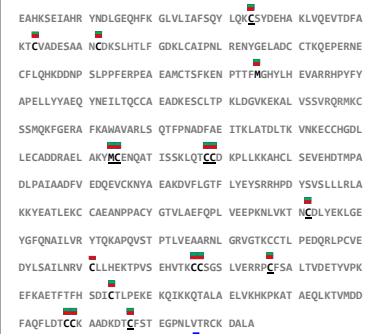 EAHKSEIAHR YNDLGEQHFK GLVLIAFSQY LQKCSYDEHA KLVQEVTDFA
KTCVADESAA NCDKSLHTLF GDKLCAIPNL RENYGELADC CTKQEPERNE
CFLQHKDDNP SLPPFERPEA EAMCTSFKEN PTTFMGHYLH EVARRHPYFY
APELLYYAEQ YNEILTQCCA EADKESCLTP KLDGVKEKAL VSSVRQRMKC
SSMQKFGERA FKAWAVARLS QTFPNADFAE ITKLATDLTK VNKECCHGDL
LECADDRAEL AKYMCENQAT ISSKLQTCCD KPLLKKAHCL SEVEHDTMPA
DLPAIAADFV EDQEVCKNYA EAKDVFLGTF LYEYSRRHPD YSVSLLLRLA
KKYEATLEKC CAEANPPACY GTVLAEFQPL VEEPKNLVKT NCDLYEKLGE
YGFQNAILVR YTQKAPQVST PTLVEAARNL GRVGTKCCTL PEDQRLPCVE
DYLSAILNRV CLLHEKTPVS EHVTKCCSGS LVERRPCFSA LTVDETYVPK
EFKAETFTFH SDICTLPEKE KQIKKQTALA ELVKHKPKAT AEQLKTVMDD
FAQFLDTCCK AADKDTCFST EGPNLVTRCK DALA